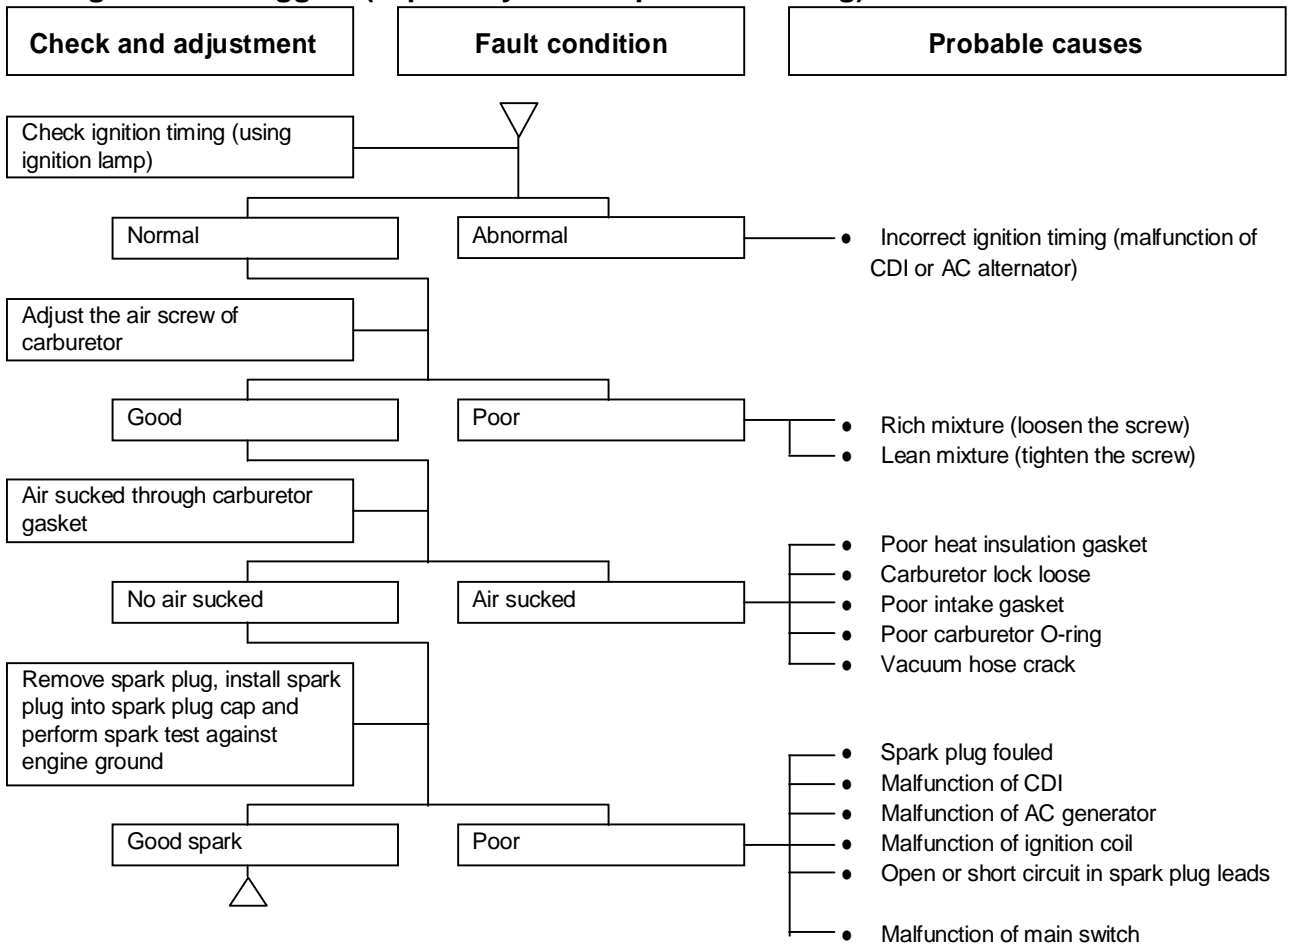 Check and adjustment
Fault condition
Probable causes
Check ignition timing (using
ignition lamp)
Normal
Abnormal
• Incorrect ignition timing (malfunction of
CDI or AC alternator)
Adjust the air screw of
carburetor
Good
Poor
• Rich mixture (loosen the screw)
• Lean mixture (tighten the screw)
Air sucked through carburetor
gasket
No air sucked
Air sucked
• Poor heat insulation gasket
• Carburetor lock loose
• Poor intake gasket
• Poor carburetor O-ring
• Vacuum hose crack
Remove spark plug, install spark
plug into spark plug cap and
perform spark test against
engine ground
Good spark
Poor
• Spark plug fouled
• Malfunction of CDI
• Malfunction of AC generator
• Malfunction of ignition coil
• Open or short circuit in spark plug leads
• Malfunction of main switch